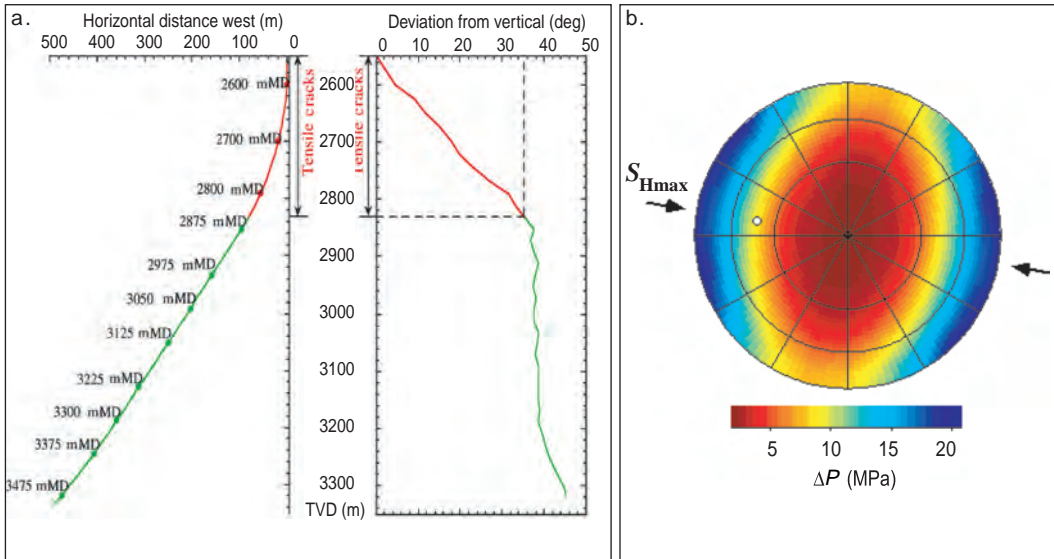 a.
Horizontal distance west (m)
500 400 300 200 100 0
2600 mMD
2700 mMD
2800 mMD
2875 mMD
2975 mMD
3050 mMD
3125 mMD
3225 mMD
3300 mMD
3375 mMD
3475 mMD
Tensile cracks
Deviation from vertical (deg)
0 10 20 30 40 50
Tensile cracks
2600
2700
2800
2900
3000
3100
3200
3300
TVD (m)
b.
SHmax
5 10 15 20
ΔP (MPa)